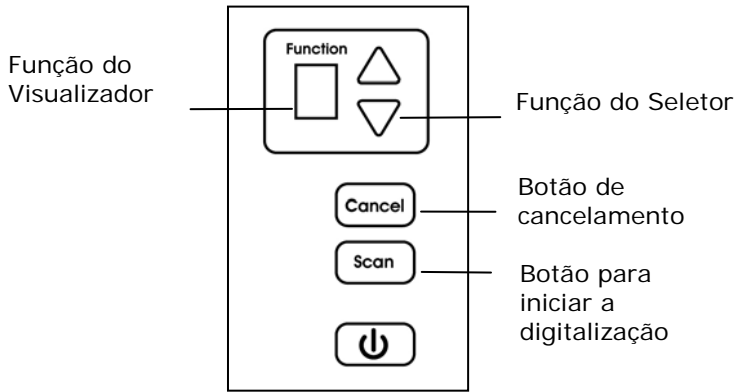 Function
Função do
Visualizador
Função do Seletor
Cancel
Botão de
cancelamento
Scan
Botão para
iniciar a
digitalização